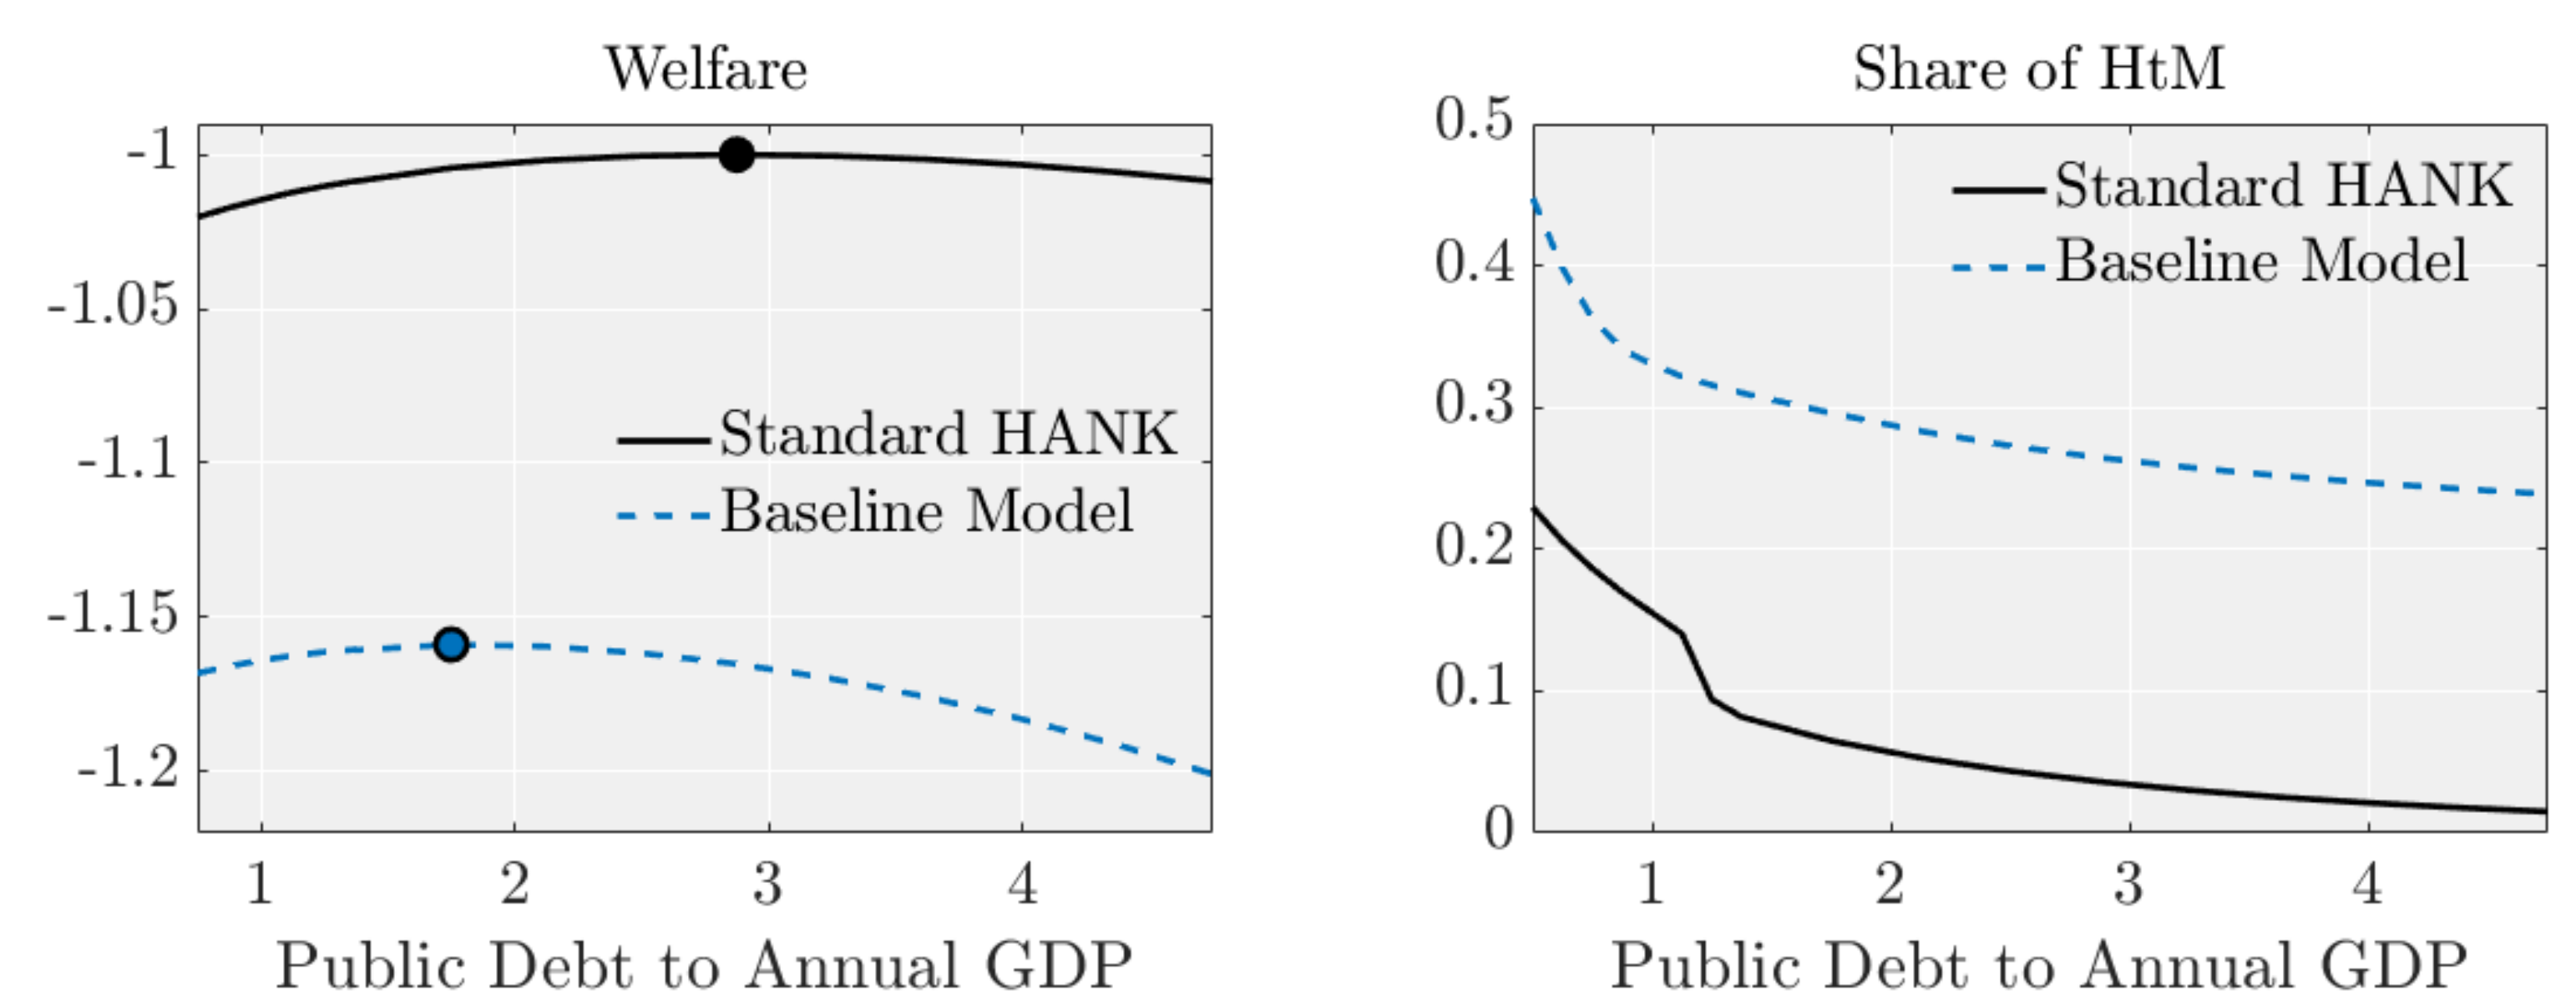 Welfare
-1
-1.05
-1.1
-1.15
-1.2
Standard HANK
Baseline Model
1 2 3 4
Public Debt to Annual GDP
Share of HtM
0.5
0.4
0.3
0.2
0.1
0
Standard HANK
Baseline Model
1 2 3 4
Public Debt to Annual GDP